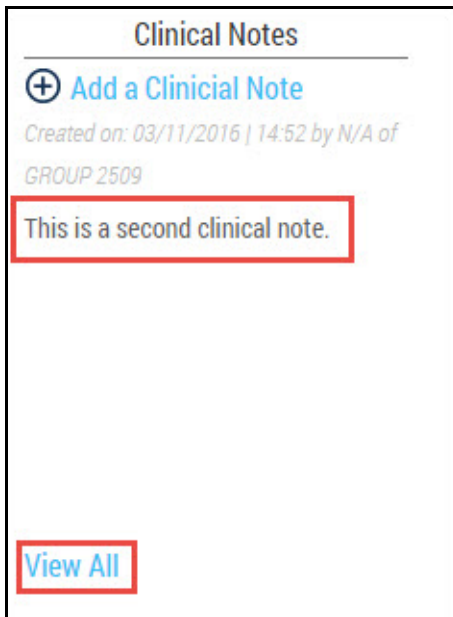 Clinical Notes
Add a Clinicial Note
Created on: 03/11/2016 | 14:52 by N/A of
GROUP 2509
This is a second clinical note.
View All